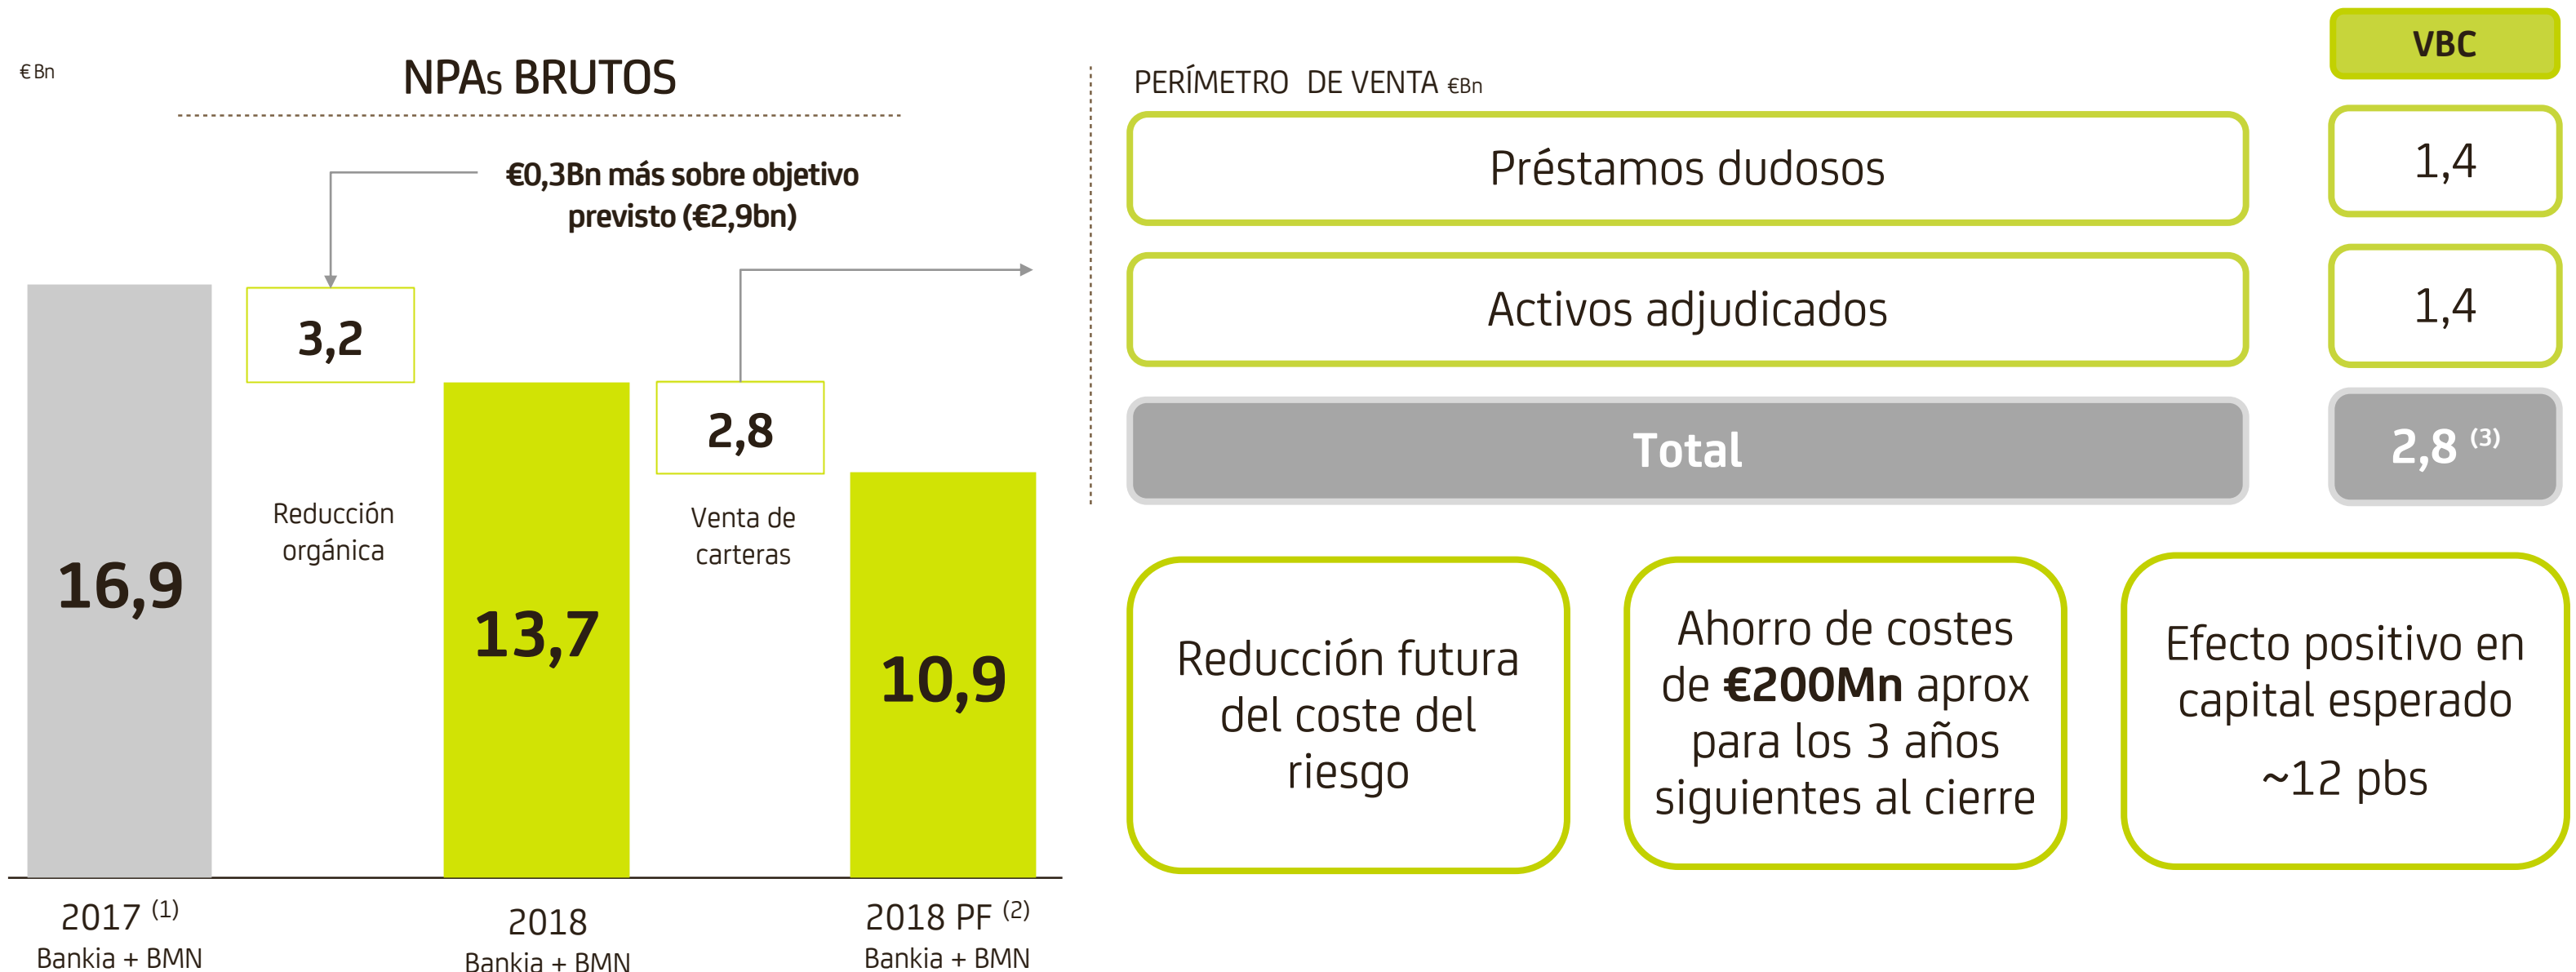 € Bn
NPAs BRUTOS
€0,3Bn más sobre objetivo
previsto (€2,9bn)
3,2
Reducción
orgánica
2,8
Venta de
carteras
16,9
13,7
10,9
2017 (1)
Bankia + BMN
2018
Bankia + BMN
2018 PF (2)
Bankia + BMN
PERÍMETRO DE VENTA €Bn
VBC
Préstamos dudosos
1,4
Activos adjudicados
1,4
Total
2,8 (3)
Reducción futura
del coste del
riesgo
Ahorro de costes
de €200Mn aprox
para los 3 años
siguientes al cierre
Efecto positivo en
capital esperado
~12 pbs